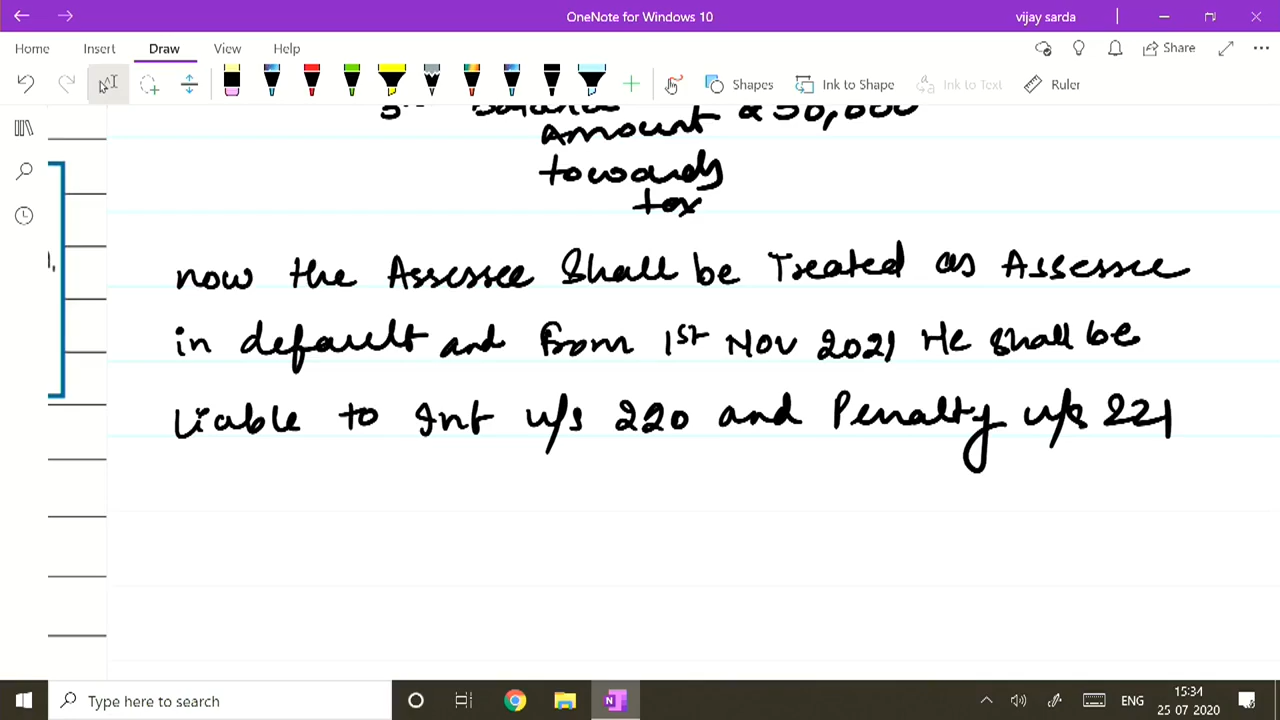 OneNote for Windows 10
vijay sarda
Home Insert Draw View Help
Share
Shapes
Ink to Shape
Ink to Text
Ruler
Amount
towards
tax
now the Assessee Shall be Treated as Assessee
in default and from 1st Nov 2021 He shall be
Liable to Int u/s 220 and Penalty u/s 221
Type here to search
ENG
15:34
25-07-2020